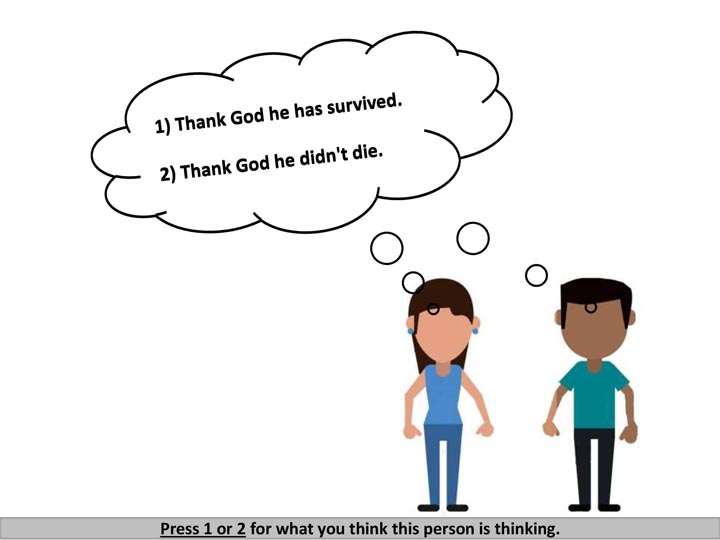 1) Thank God he has survived.
2) Thank God he didn't die.
Press 1 or 2 for what you think this person is thinking.